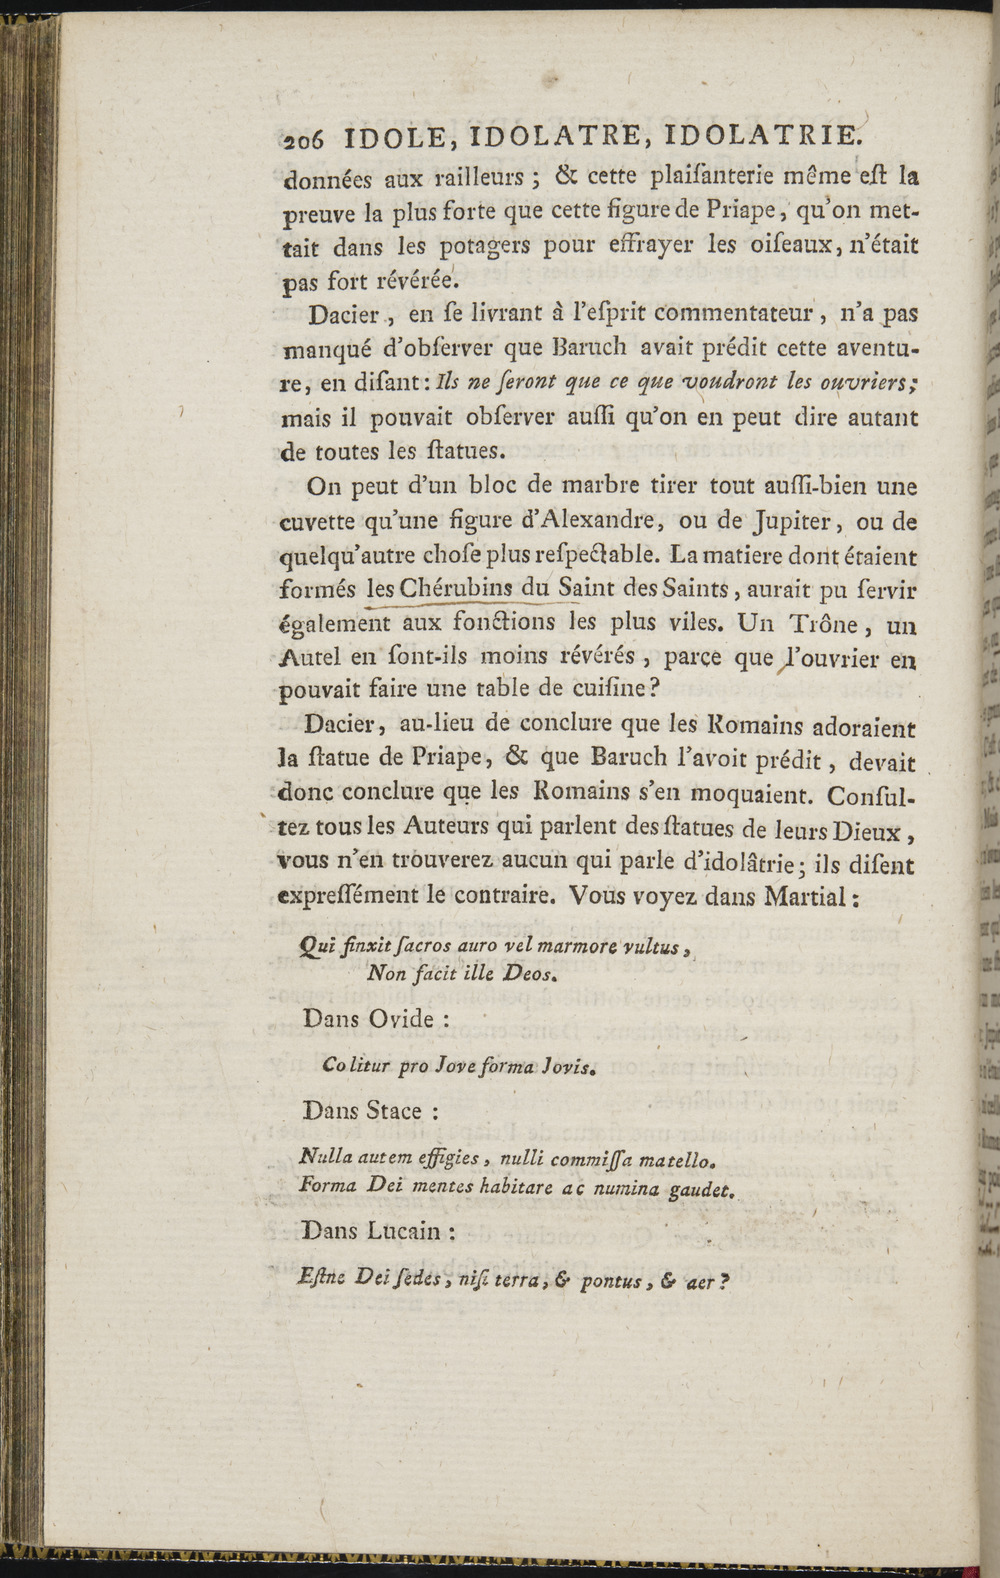 206 IDOLE, IDOLATRE, IDOLATRIE.
données aux railleurs ; & cette plaiſanterie même eſt la
preuve la plus forte que cette figure de Priape, qu'on met-
tait dans les potagers pour effrayer les oiſeaux, n'était
pas fort révérée.
Dacier, en ſe livrant à l'eſprit commentateur, n'a pas
manqué d'obſerver que Baruch avait prédit cette aventu-
re, en diſant : Ils ne ſeront que ce que voudront les ouvriers ;
mais il pouvait obſerver auſſi qu'on en peut dire autant
de toutes les ſtatues.
On peut d'un bloc de marbre tirer tout auſſi-bien une
cuvette qu'une figure d'Alexandre, ou de Jupiter, ou de
quelqu'autre choſe plus reſpectable. La matiere dont étaient
formés les Chérubins du Saint des Saints, aurait pu ſervir
également aux fonctions les plus viles. Un Trône, un
Autel en ſont-ils moins révérés, parce que l'ouvrier en
pouvait faire une table de cuiſine ?
Dacier, au-lieu de conclure que les Romains adoraient
la ſtatue de Priape, & que Baruch l'avoit prédit, devait
donc conclure que les Romains s'en moquaient. Conſul-
tez tous les Auteurs qui parlent des ſtatues de leurs Dieux,
vous n'en trouverez aucun qui parle d'idolâtrie ; ils diſent
expreſſément le contraire. Vous voyez dans Martial :
Qui finxit ſacros auro vel marmore vultus,
Non facit ille Deos.
Dans Ovide :
Colitur pro Jove forma Jovis.
Dans Stace :
Nulla autem effigies, nulli commiſſa matello.
Forma Dei mentes habitare ac numina gaudet.
Dans Lucain :
Eſtne Dei ſedes, niſi terra, & pontus, & aer ?